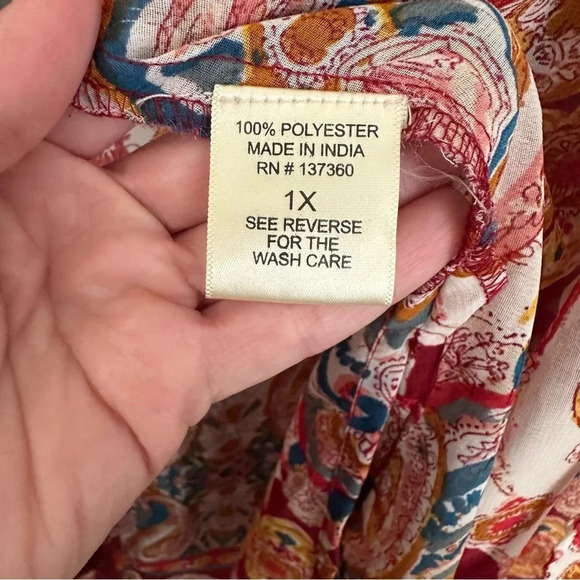 100% POLYESTER
MADE IN INDIA
RN # 137360
1X
SEE REVERSE
FOR THE
WASH CARE